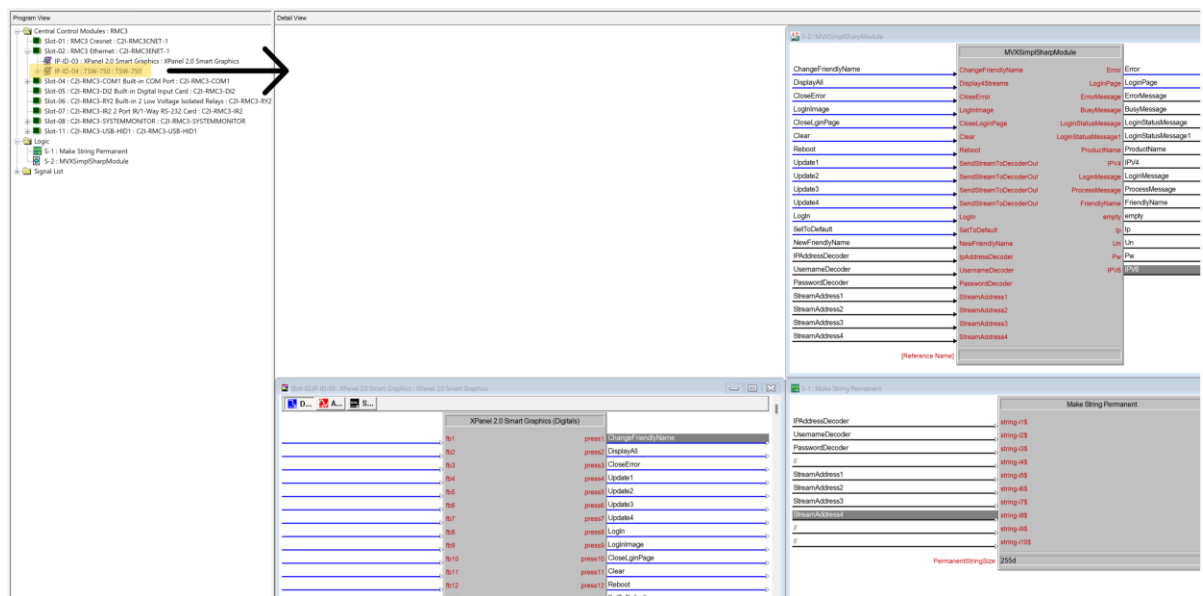 Program View
Central Control Modules : RMC3
Slot-01 : RMC3 Cresnet : C2I-RMC3CNET-1
Slot-02 : RMC3 Ethernet : C2I-RMC3ENET-1
IP-ID-03 : XPanel 2.0 Smart Graphics : XPanel 2.0 Smart Graphics
IP-ID-04 : TSW-750 : TSW-750
Slot-04 : C2I-RMC3-COM1 Built-in COM Port : C2I-RMC3-COM1
Slot-05 : C2I-RMC3-DI2 Built-in Digital Input Card : C2I-RMC3-DI2
Slot-06 : C2I-RMC3-RY2 Built-in 2 Low Voltage Isolated Relays : C2I-RMC3-RY2
Slot-07 : C2I-RMC3-IR2 2 Port IR/1-Way RS-232 Card : C2I-RMC3-IR2
Slot-08 : C2I-RMC3-SYSTEMMONITOR : C2I-RMC3-SYSTEMMONITOR
Slot-11 : C2I-RMC3-USB-HID1 : C2I-RMC3-USB-HID1
Logic
S-1 : Make String Permanent
S-2 : MVXSimplSharpModule
Signal List
Detail View
S-2 : MVXSimplSharpModule
MVXSimplSharpModule
ChangeFriendlyName ChangeFriendlyName Error Error
DisplayAll Display4Streams LoginPage LoginPage
CloseError CloseError ErrorMessage ErrorMessage
LogInImage LogInImage BusyMessage BusyMessage
CloseLginPage CloseLoginPage LoginStatusMessage LoginStatusMessage
Clear Clear LoginStatusMessage1 LoginStatusMessage1
Reboot Reboot ProductName ProductName
Update1 SendStreamToDecoderOut IPV4 IPV4
Update2 SendStreamToDecoderOut LoginMessage LoginMessage
Update3 SendStreamToDecoderOut ProcessMessage ProcessMessage
Update4 SendStreamToDecoderOut FriendlyName FriendlyName
LogIn LogIn empty empty
SetToDefault SetToDefault Ip Ip
NewFriendlyName NewFriendlyName Un Un
IPAddressDecoder IpAddressDecoder Pw Pw
UsernameDecoder UsernameDecoder IPV6 IPV6
PasswordDecoder PasswordDecoder
StreamAddress1 StreamAddress1
StreamAddress2 StreamAddress2
StreamAddress3 StreamAddress3
StreamAddress4 StreamAddress4
[Reference Name]
XPanel 2.0 Smart Graphics : XPanel 2.0 Smart Graphics
D... A... S...
XPanel 2.0 Smart Graphics (Digitals)
fb1 press1 ChangeFriendlyName
fb2 press2 DisplayAll
fb3 press3 CloseError
fb4 press4 Update1
fb5 press5 Update2
fb6 press6 Update3
fb7 press7 Update4
fb8 press8 LogIn
fb9 press9 LogInImage
fb10 press10 CloseLginPage
fb11 press11 Clear
fb12 press12 Reboot
S-1 : Make String Permanent
Make String Permanent
IPAddressDecoder string-i1$
UsernameDecoder string-i2$
PasswordDecoder string-i3$
// string-i4$
StreamAddress1 string-i5$
StreamAddress2 string-i6$
StreamAddress3 string-i7$
StreamAddress4 string-i8$
// string-i9$
// string-i10$
PermanentStringSize 255d